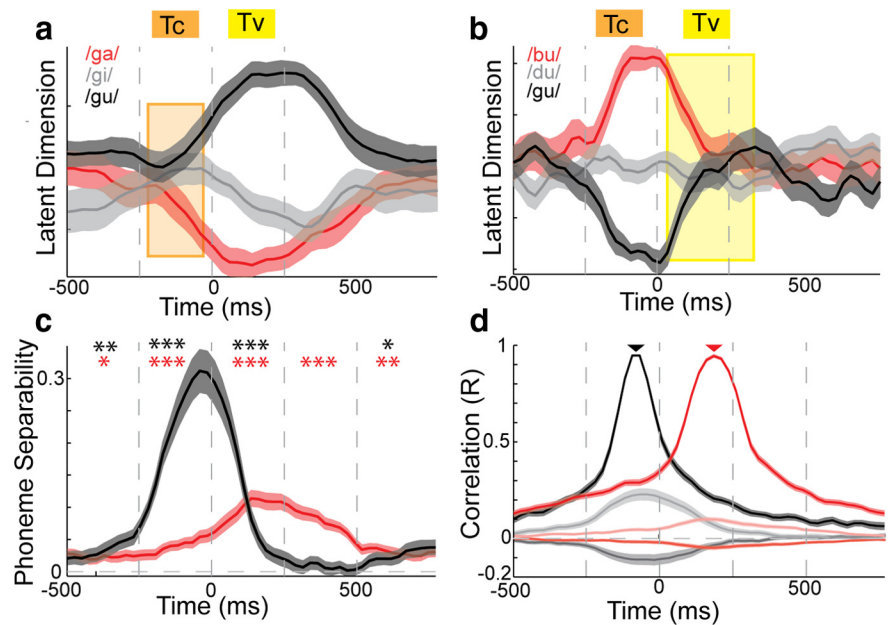 a
Tc
Tv
/ga/
/gi/
/gu/
Latent Dimension
-500
0
500
Time (ms)
b
Tc
Tv
/bu/
/du/
/gu/
Latent Dimension
-500
0
500
Time (ms)
c
** *** *** *
* *** *** *** **
Phoneme Separability
0.3
0
-500
0
500
Time (ms)
d
Correlation (R)
1
0.5
0
-0.2
-500
0
500
Time (ms)